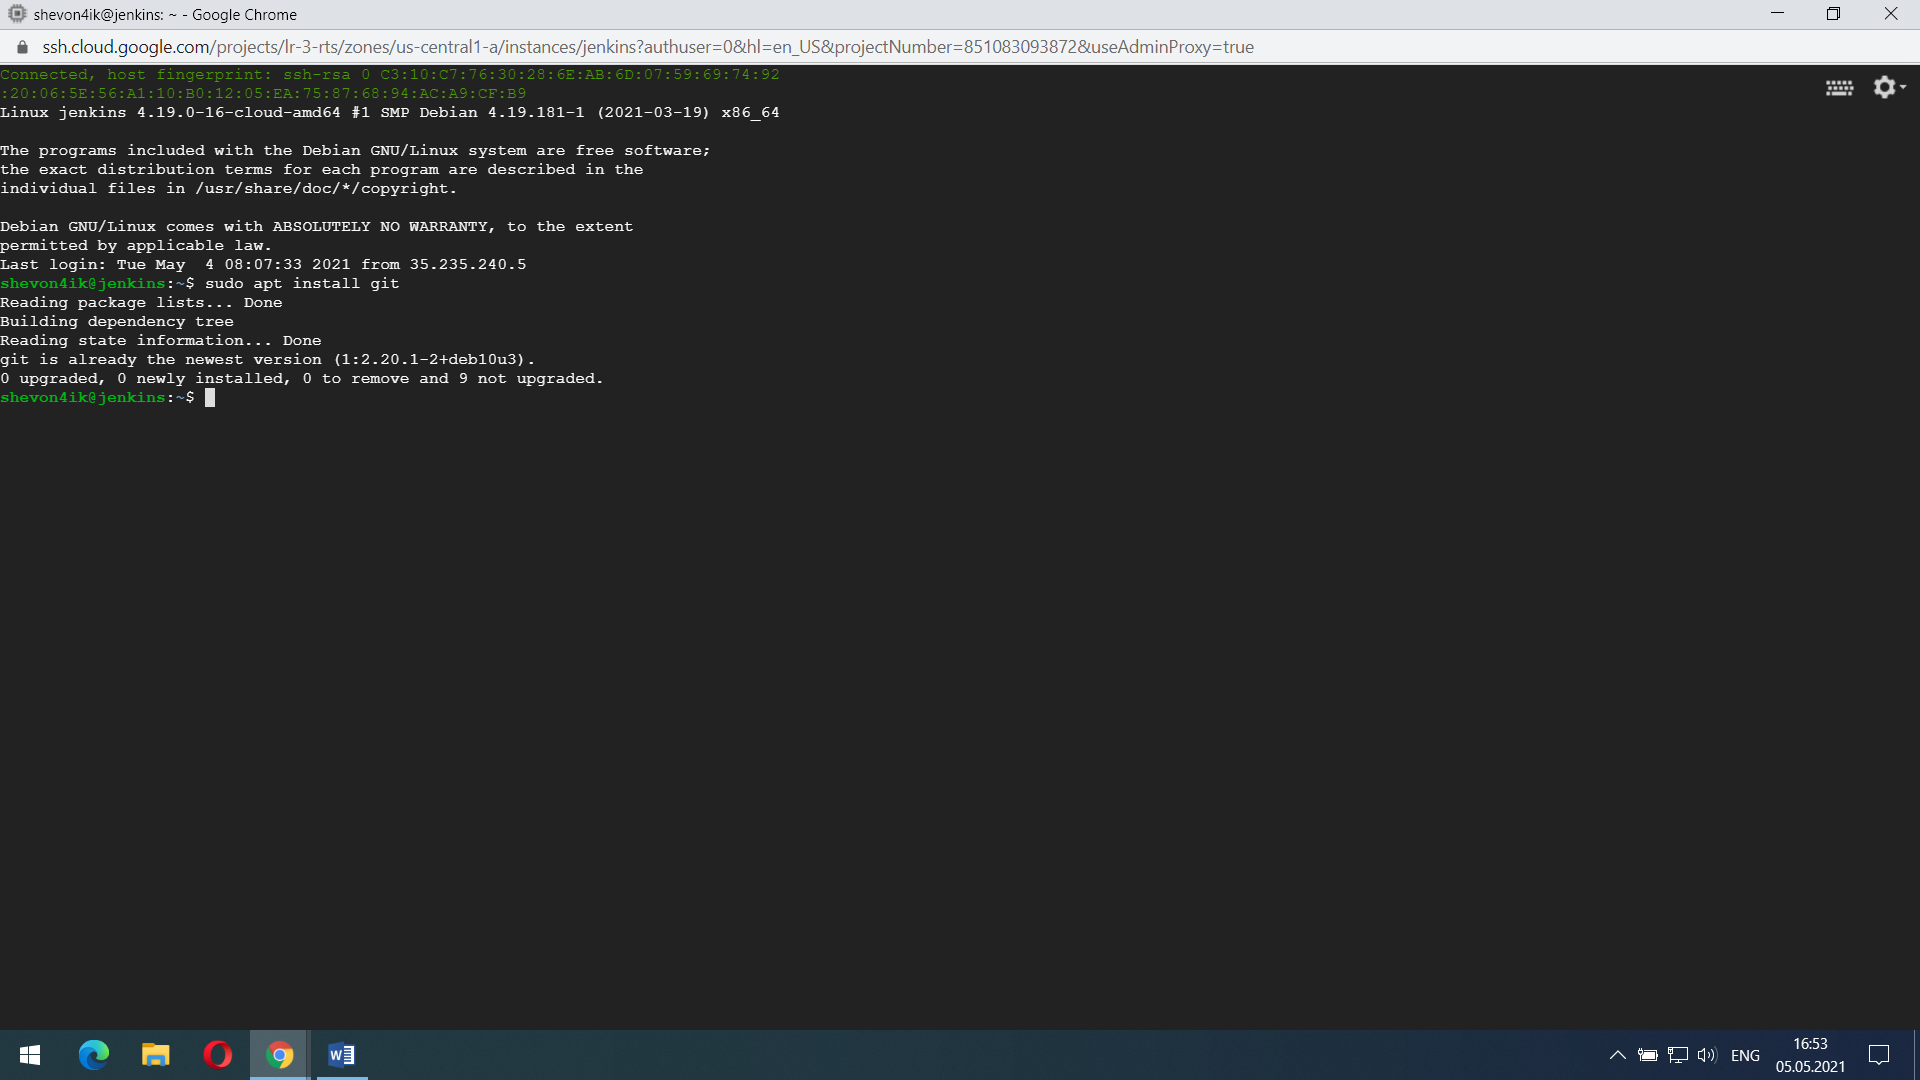 shevon4ik@jenkins: ~ - Google Chrome
ssh.cloud.google.com/projects/lr-3-rts/zones/us-central1-a/instances/jenkins?authuser=0&hl=en_US&projectNumber=851083093872&useAdminProxy=true
Connected, host fingerprint: ssh-rsa 0 C3:10:C7:76:30:28:6E:AB:6D:07:59:69:74:92
:20:06:5E:56:A1:10:B0:12:05:EA:75:87:68:94:AC:A9:CF:B9
Linux jenkins 4.19.0-16-cloud-amd64 #1 SMP Debian 4.19.181-1 (2021-03-19) x86_64
The programs included with the Debian GNU/Linux system are free software;
the exact distribution terms for each program are described in the
individual files in /usr/share/doc/*/copyright.
Debian GNU/Linux comes with ABSOLUTELY NO WARRANTY, to the extent
permitted by applicable law.
Last login: Tue May  4 08:07:33 2021 from 35.235.240.5
shevon4ik@jenkins:~$ sudo apt install git
Reading package lists... Done
Building dependency tree
Reading state information... Done
git is already the newest version (1:2.20.1-2+deb10u3).
0 upgraded, 0 newly installed, 0 to remove and 9 not upgraded.
shevon4ik@jenkins:~$
W
ENG
16:53
05.05.2021